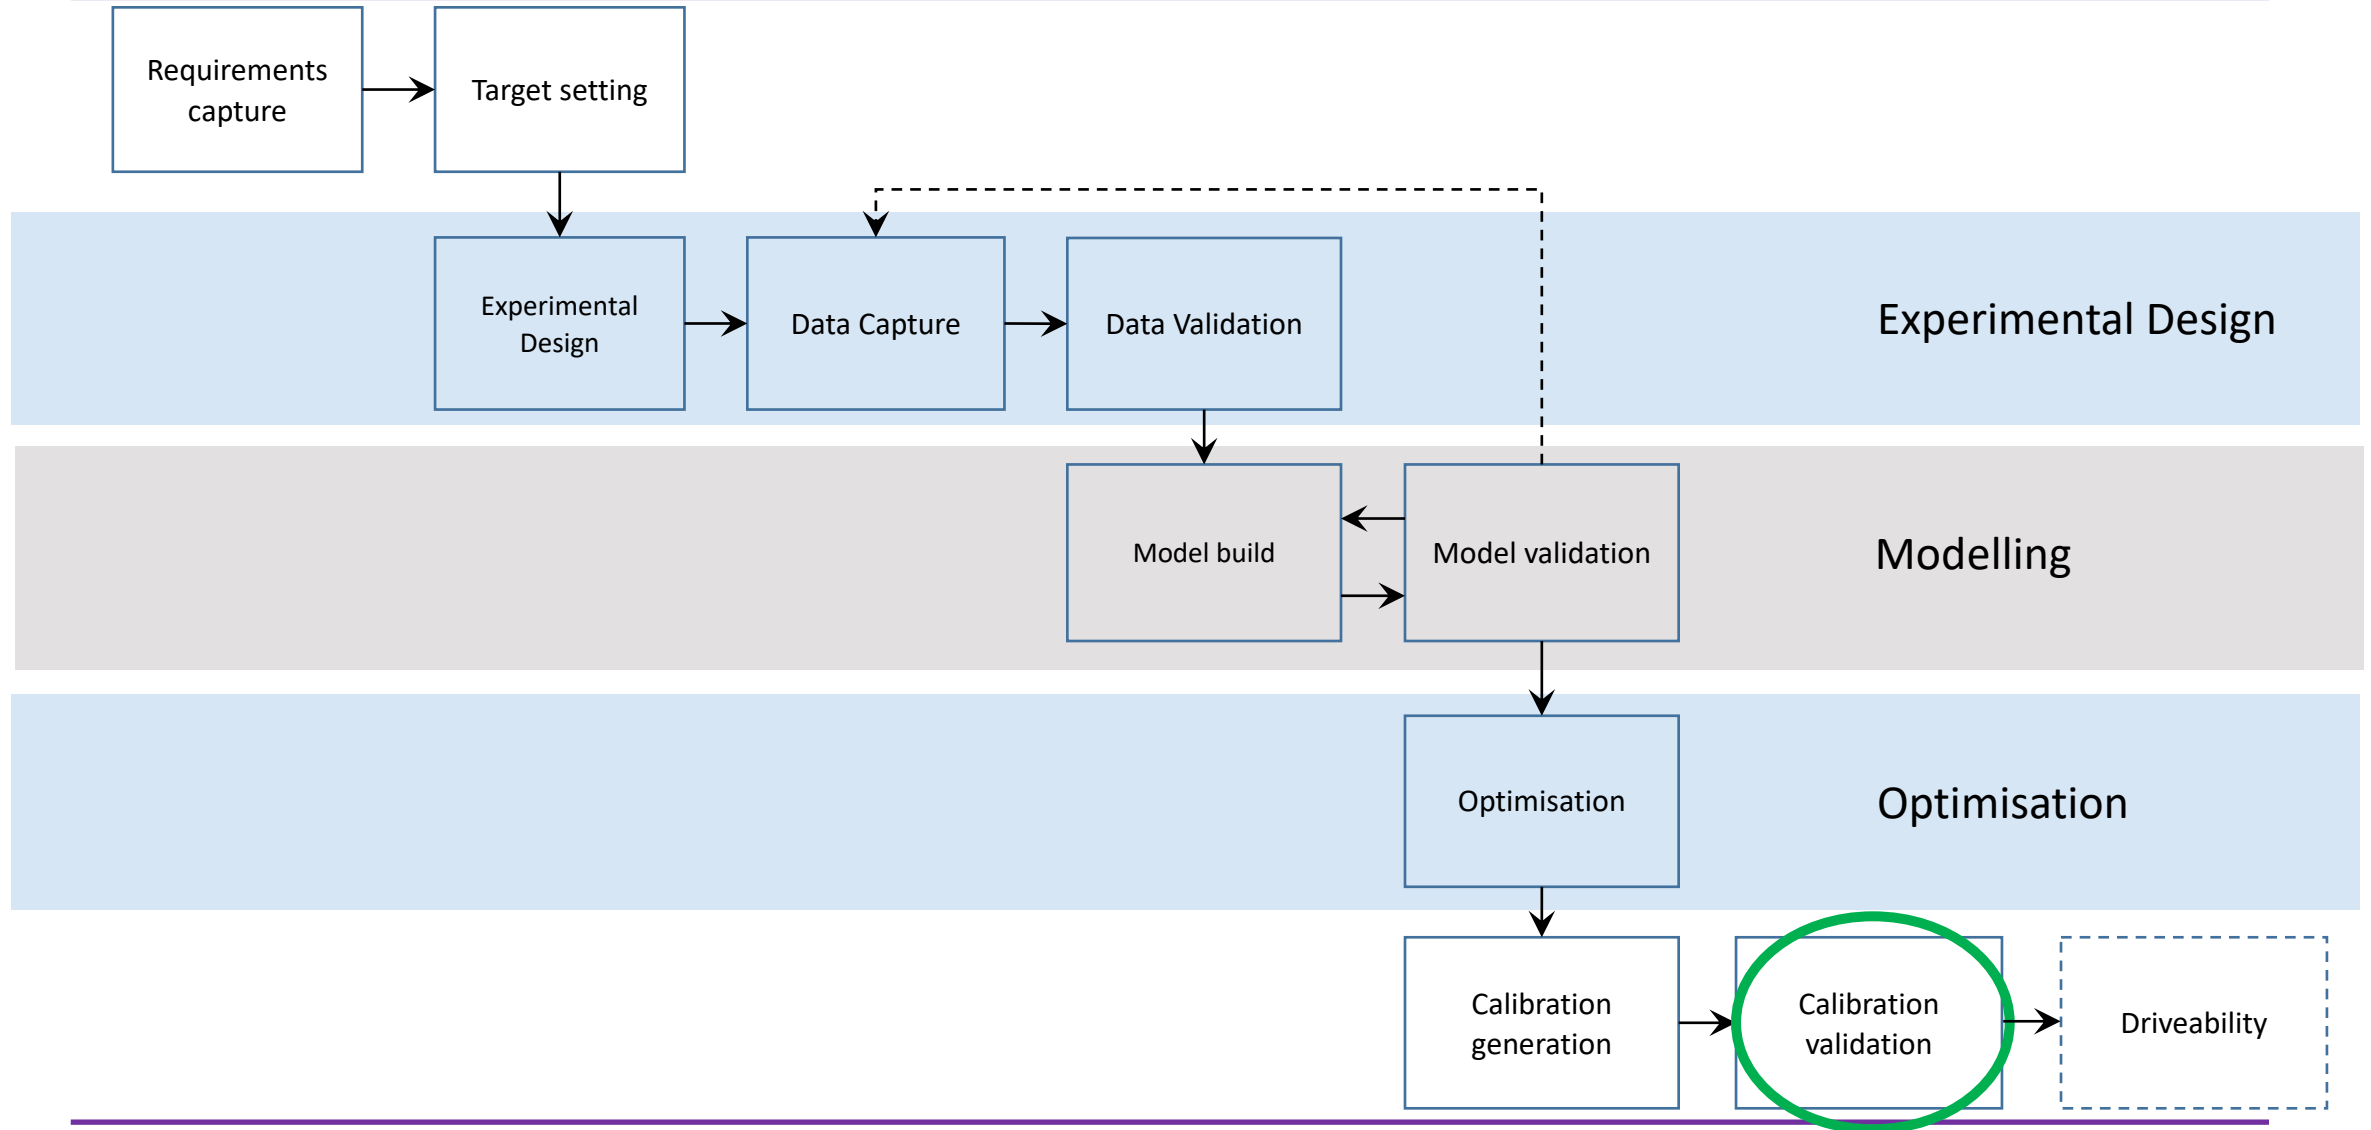 Requirements
capture
Target setting
Experimental
Design
Data Capture
Data Validation
Experimental Design
Model build
Model validation
Modelling
Optimisation
Optimisation
Calibration
generation
Calibration
validation
Driveability